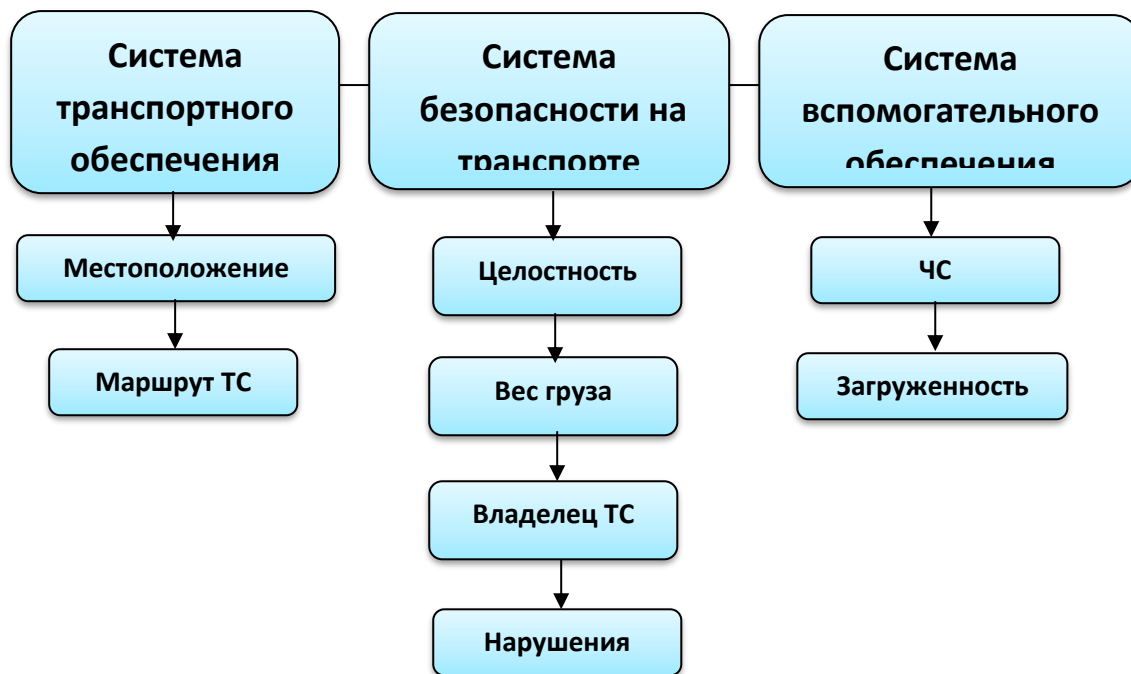 Система
транспортного
обеспечения
Система
безопасности на
транспорте
Система
вспомогательного
обеспечения
Местоположение
Маршрут ТС
Целостность
Вес груза
Владелец ТС
Нарушения
ЧС
Загруженность